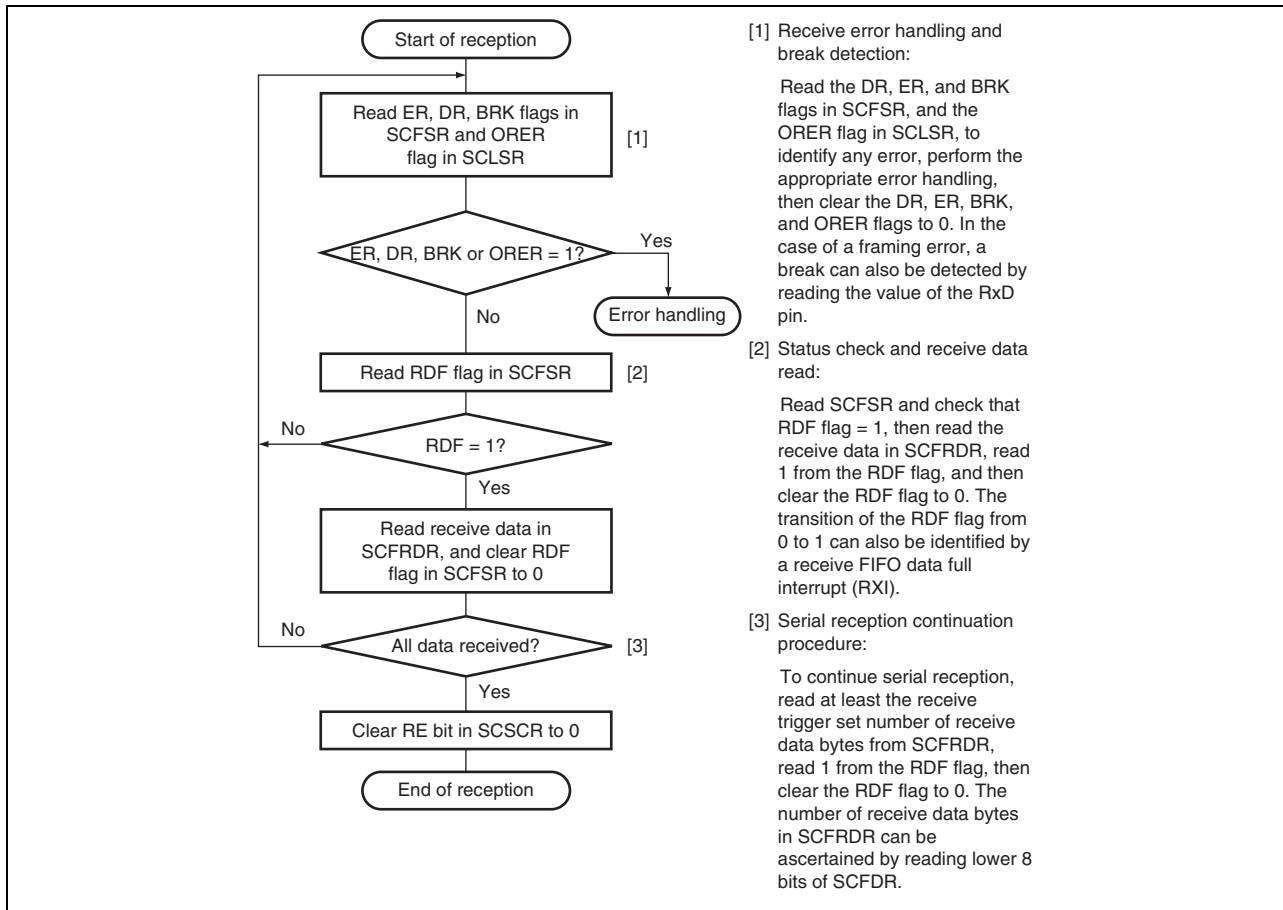 Start of reception
Read ER, DR, BRK flags in
SCFSR and ORER
flag in SCLSR
[1]
ER, DR, BRK or ORER = 1?
Yes
Error handling
No
Read RDF flag in SCFSR
[2]
No
RDF = 1?
Yes
Read receive data in
SCFRDR, and clear RDF
flag in SCFSR to 0
No
All data received?
[3]
Yes
Clear RE bit in SCSCR to 0
End of reception
[1] Receive error handling and
break detection:
Read the DR, ER, and BRK
flags in SCFSR, and the
ORER flag in SCLSR, to
identify any error, perform the
appropriate error handling,
then clear the DR, ER, BRK,
and ORER flags to 0. In the
case of a framing error, a
break can also be detected by
reading the value of the RxD
pin.
[2] Status check and receive data
read:
Read SCFSR and check that
RDF flag = 1, then read the
receive data in SCFRDR, read
1 from the RDF flag, and then
clear the RDF flag to 0. The
transition of the RDF flag from
0 to 1 can also be identified by
a receive FIFO data full
interrupt (RXI).
[3] Serial reception continuation
procedure:
To continue serial reception,
read at least the receive
trigger set number of receive
data bytes from SCFRDR,
read 1 from the RDF flag, then
clear the RDF flag to 0. The
number of receive data bytes
in SCFRDR can be
ascertained by reading lower 8
bits of SCFDR.